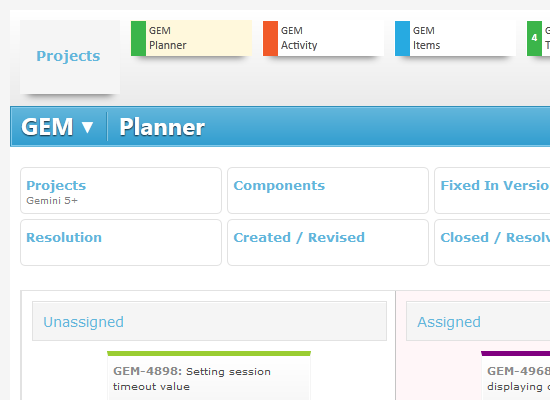 Projects
GEM
Planner
GEM
Activity
GEM
Items
4
GEM ▼ Planner
Projects
Gemini 5+
Components
Fixed In Versio
Resolution
Created / Revised
Closed / Resolv
Unassigned
Assigned
GEM-4898: Setting session
timeout value
GEM-4968
displaying